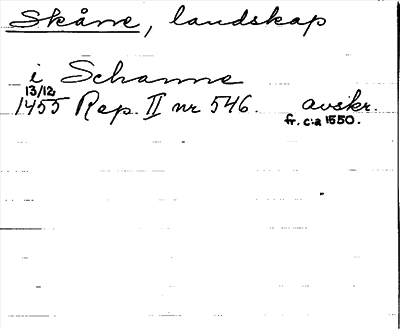 Skåne, landskap
i Schanne
13/12
1455 Rep. II nr 546. avskr.
fr. c:a 1550.